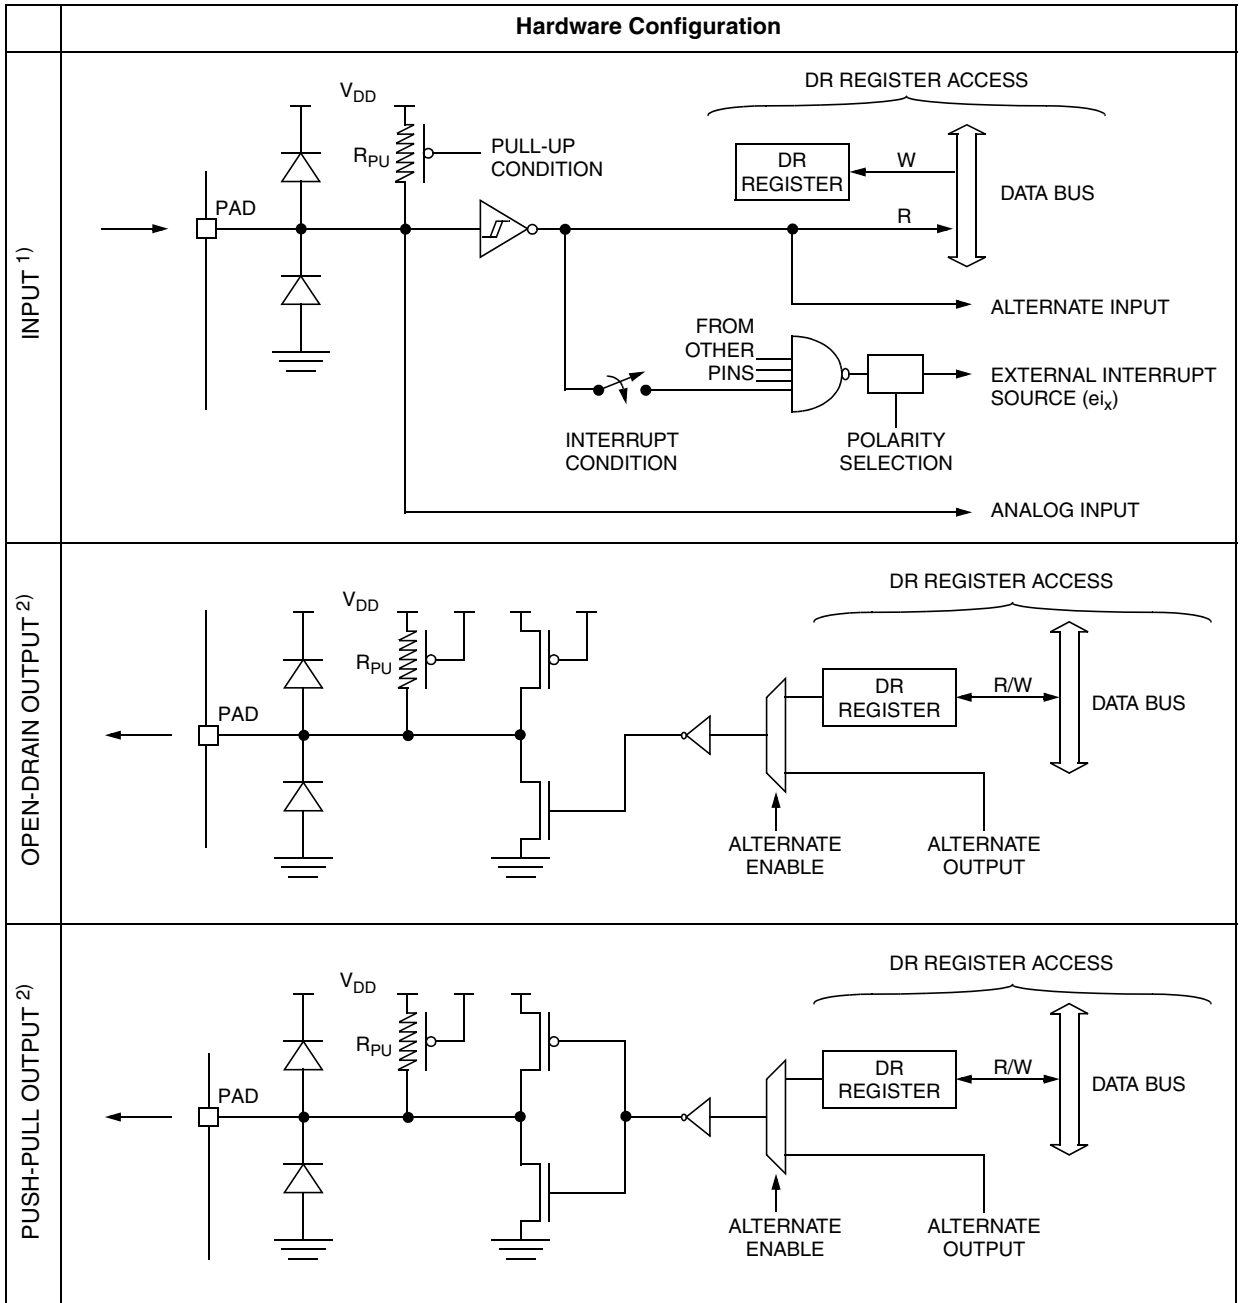 Hardware Configuration
INPUT 1)
DR REGISTER ACCESS
VDD
RPU
PULL-UP
CONDITION
DR
REGISTER
W
DATA BUS
PAD
R
ALTERNATE INPUT
FROM
OTHER
PINS
EXTERNAL INTERRUPT
SOURCE (eix)
INTERRUPT
CONDITION
POLARITY
SELECTION
ANALOG INPUT
OPEN-DRAIN OUTPUT 2)
DR REGISTER ACCESS
VDD
RPU
DR
REGISTER
R/W
DATA BUS
PAD
ALTERNATE
ENABLE
ALTERNATE
OUTPUT
PUSH-PULL OUTPUT 2)
DR REGISTER ACCESS
VDD
RPU
DR
REGISTER
R/W
DATA BUS
PAD
ALTERNATE
ENABLE
ALTERNATE
OUTPUT